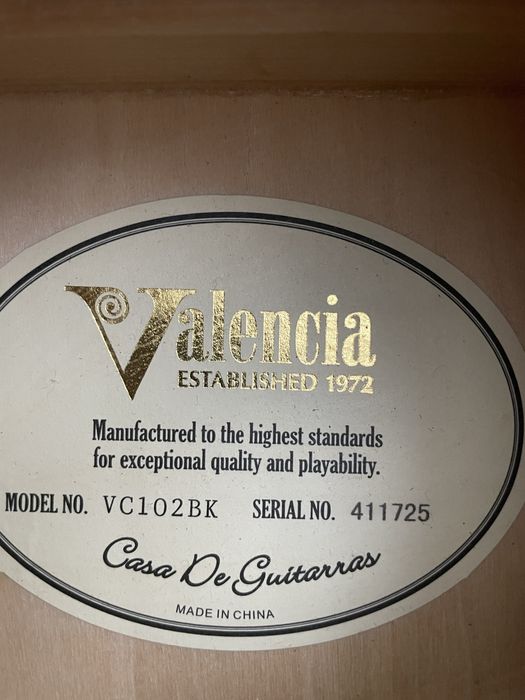 Valencia
ESTABLISHED 1972
Manufactured to the highest standards
for exceptional quality and playability.
MODEL NO. VC102BK SERIAL NO. 411725
Casa De Guitarras
MADE IN CHINA